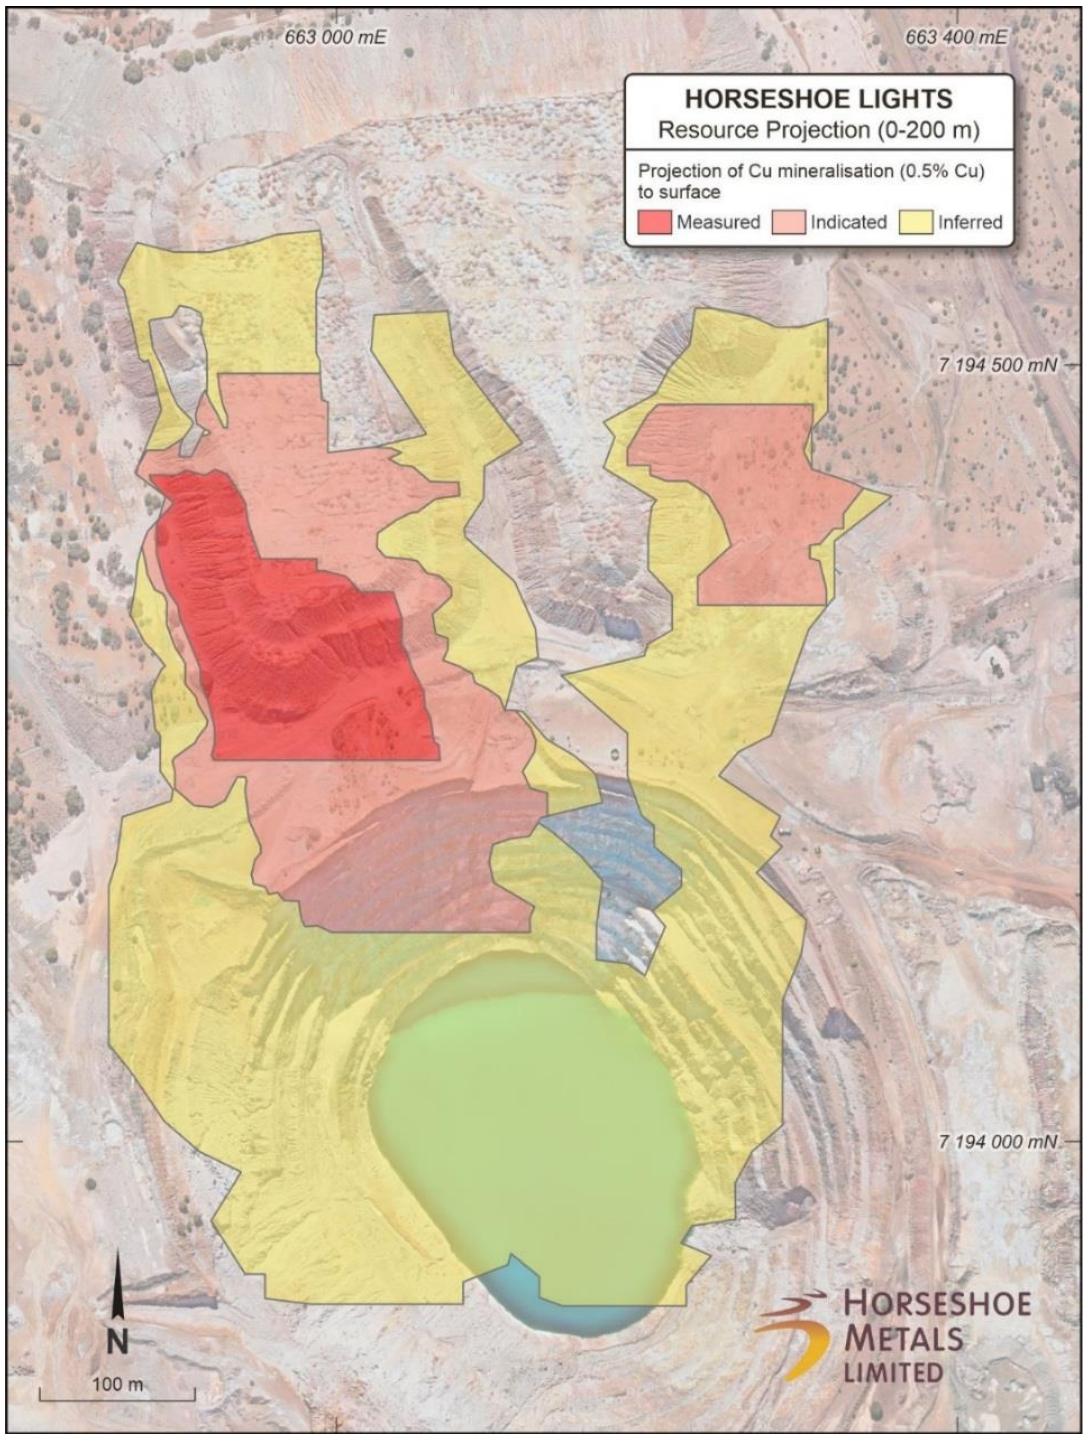 663 000 mE
663 400 mE
HORSESHOE LIGHTS
Resource Projection (0-200 m)
Projection of Cu mineralisation (0.5% Cu)
to surface
Measured
Indicated
Inferred
7 194 500 mN
7 194 000 mN
N
100 m
HORSESHOE
METALS
LIMITED